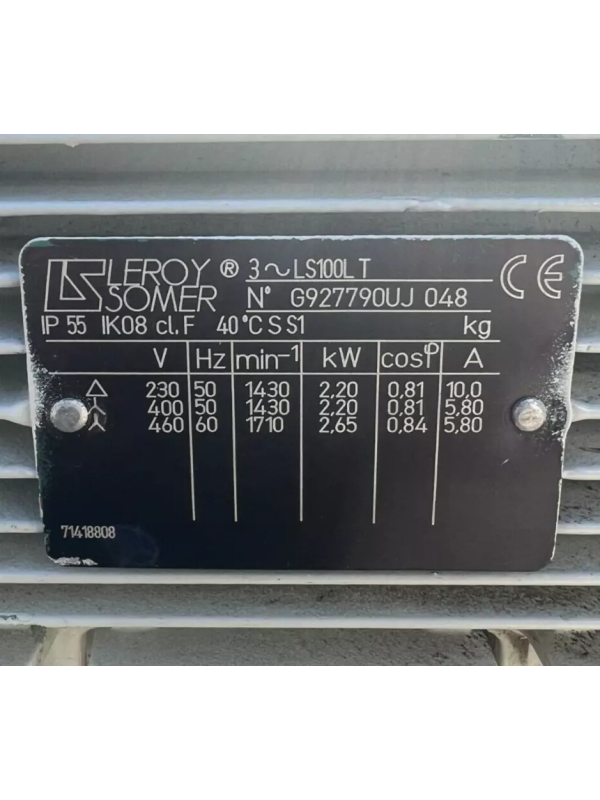 LEROY SOMER ® 3~LS100L T CE
N° G927790UJ 048
IP 55 IK08 cl.F 40°C S S1 kg
V Hz min-1 kW cosφ A
△ 230 50 1430 2,20 0,81 10,0
400 50 1430 2,20 0,81 5,80
460 60 1710 2,65 0,84 5,80
71418808